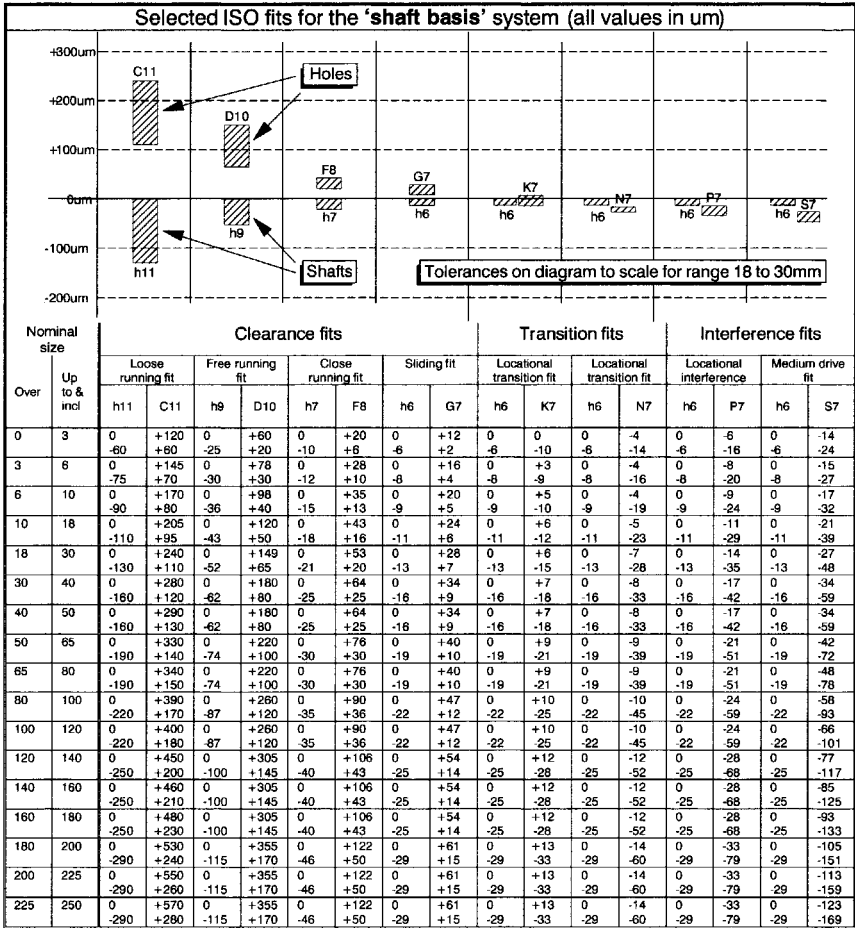 Selected ISO fits for the 'shaft basis' system (all values in um)
+300um
C11
Holes
+200um
D10
+100um
F8
G7
K7
0um
N7
P7
S7
h7
h6
h6
h6
h6
h6
h9
-100um
h11
Shafts
Tolerances on diagram to scale for range 18 to 30mm
-200um
Nominal size Clearance fits Transition fits Interference fits
Over Up to & incl Loose running fit Free running fit Close running fit Sliding fit Locational transition fit Locational transition fit Locational interference Medium drive fit
h11 C11 h9 D10 h7 F8 h6 G7 h6 K7 h6 N7 h6 P7 h6 S7
0 3 0 +120 0 +60 0 +20 0 +12 0 0 0 -4 0 -6 0 -14
-60 +60 -25 +20 -10 +6 -6 +2 -6 -10 -6 -14 -6 -16 -6 -24
3 6 0 +145 0 +78 0 +28 0 +16 0 +3 0 -4 0 -8 0 -15
-75 +70 -30 +30 -12 +10 -8 +4 -8 -9 -8 -16 -8 -20 -8 -27
6 10 0 +170 0 +98 0 +35 0 +20 0 +5 0 -4 0 -9 0 -17
-90 +80 -36 +40 -15 +13 -9 +5 -9 -10 -9 -19 -9 -24 -9 -32
10 18 0 +205 0 +120 0 +43 0 +24 0 +6 0 -5 0 -11 0 -21
-110 +95 -43 +50 -18 +16 -11 +6 -11 -12 -11 -23 -11 -29 -11 -39
18 30 0 +240 0 +149 0 +53 0 +28 0 +6 0 -7 0 -14 0 -27
-130 +110 -52 +65 -21 +20 -13 +7 -13 -15 -13 -28 -13 -35 -13 -48
30 40 0 +280 0 +180 0 +64 0 +34 0 +7 0 -8 0 -17 0 -34
-160 +120 -62 +80 -25 +25 -16 +9 -16 -18 -16 -33 -16 -42 -16 -59
40 50 0 +290 0 +180 0 +64 0 +34 0 +7 0 -8 0 -17 0 -34
-160 +130 -62 +80 -25 +25 -16 +9 -16 -18 -16 -33 -16 -42 -16 -59
50 65 0 +330 0 +220 0 +76 0 +40 0 +9 0 -9 0 -21 0 -42
-190 +140 -74 +100 -30 +30 -19 +10 -19 -21 -19 -39 -19 -51 -19 -72
65 80 0 +340 0 +220 0 +76 0 +40 0 +9 0 -9 0 -21 0 -48
-190 +150 -74 +100 -30 +30 -19 +10 -19 -21 -19 -39 -19 -51 -19 -78
80 100 0 +390 0 +260 0 +90 0 +47 0 +10 0 -10 0 -24 0 -58
-220 +170 -87 +120 -35 +36 -22 +12 -22 -25 -22 -45 -22 -59 -22 -93
100 120 0 +400 0 +260 0 +90 0 +47 0 +10 0 -10 0 -24 0 -66
-220 +180 -87 +120 -35 +36 -22 +12 -22 -25 -22 -45 -22 -59 -22 -101
120 140 0 +450 0 +305 0 +106 0 +54 0 +12 0 -12 0 -28 0 -77
-250 +200 -100 +145 -40 +43 -25 +14 -25 -28 -25 -52 -25 -68 -25 -117
140 160 0 +460 0 +305 0 +106 0 +54 0 +12 0 -12 0 -28 0 -85
-250 +210 -100 +145 -40 +43 -25 +14 -25 -28 -25 -52 -25 -68 -25 -125
160 180 0 +480 0 +305 0 +106 0 +54 0 +12 0 -12 0 -28 0 -93
-250 +230 -100 +145 -40 +43 -25 +14 -25 -28 -25 -52 -25 -68 -25 -133
180 200 0 +530 0 +355 0 +122 0 +61 0 +13 0 -14 0 -33 0 -105
-290 +240 -115 +170 -46 +50 -29 +15 -29 -33 -29 -60 -29 -79 -29 -151
200 225 0 +550 0 +355 0 +122 0 +61 0 +13 0 -14 0 -33 0 -113
-290 +260 -115 +170 -46 +50 -29 +15 -29 -33 -29 -60 -29 -79 -29 -159
225 250 0 +570 0 +355 0 +122 0 +61 0 +13 0 -14 0 -33 0 -123
-290 +280 -115 +170 -46 +50 -29 +15 -29 -33 -29 -60 -29 -79 -29 -169